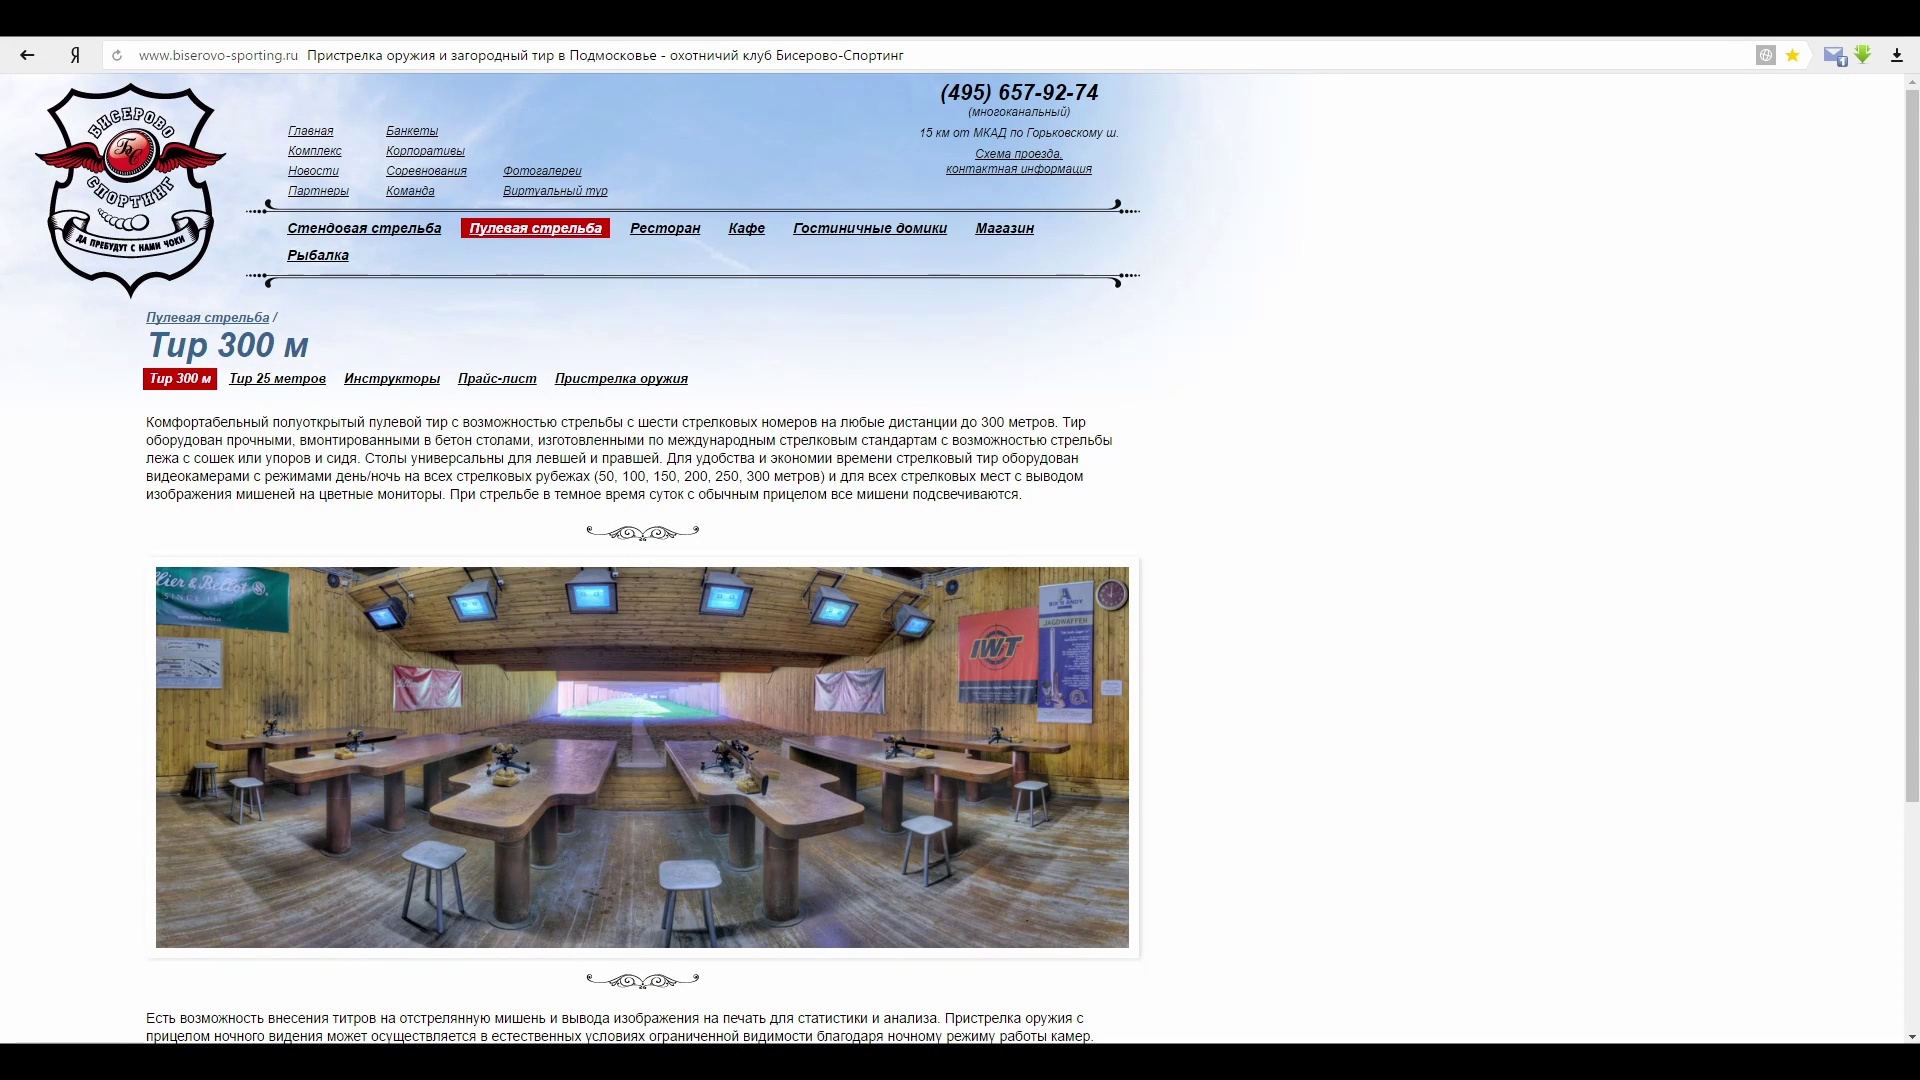 Я
www.biserovo-sporting.ru Пристрелка оружия и загородный тир в Подмосковье - охотничий клуб Бисерово-Спортинг
БИСЕРОВО
БС
СПОРТИНГ
ДА ПРЕБУДУТ С НАМИ ЧОКИ
Главная Банкеты
Комплекс Корпоративы
Новости Соревнования Фотогалереи
Партнеры Команда Виртуальный тур
(495) 657-92-74
(многоканальный)
15 км от МКАД по Горьковскому ш.
Схема проезда,
контактная информация
Стендовая стрельба Пулевая стрельба Ресторан Кафе Гостиничные домики Магазин
Рыбалка
Пулевая стрельба /
Тир 300 м
Тир 300 м Тир 25 метров Инструкторы Прайс-лист Пристрелка оружия
Комфортабельный полуоткрытый пулевой тир с возможностью стрельбы с шести стрелковых номеров на любые дистанции до 300 метров. Тир
оборудован прочными, вмонтированными в бетон столами, изготовленными по международным стрелковым стандартам с возможностью стрельбы
лежа с сошек или упоров и сидя. Столы универсальны для левшей и правшей. Для удобства и экономии времени стрелковый тир оборудован
видеокамерами с режимами день/ночь на всех стрелковых рубежах (50, 100, 150, 200, 250, 300 метров) и для всех стрелковых мест с выводом
изображения мишеней на цветные мониторы. При стрельбе в темное время суток с обычным прицелом все мишени подсвечиваются.
llier & Bellot
SINCE
IWT
JAGDWAFFEN
Есть возможность внесения титров на отстрелянную мишень и вывода изображения на печать для статистики и анализа. Пристрелка оружия с
прицелом ночного видения может осуществляется в естественных условиях ограниченной видимости благодаря ночному режиму работы камер.